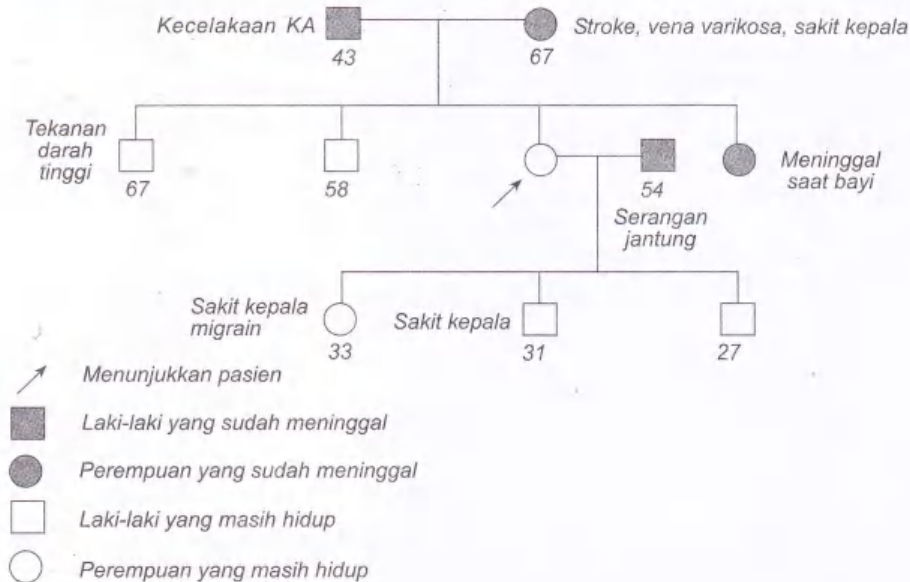 Kecelakaan KA
43
67
Stroke, vena varikosa, sakit kepala
Tekanan
darah
tinggi
67
58
54
Serangan
jantung
Meninggal
saat bayi
Sakit kepala
migrain
33
Sakit kepala
31
27
Menunjukkan pasien
Laki-laki yang sudah meninggal
Perempuan yang sudah meninggal
Laki-laki yang masih hidup
Perempuan yang masih hidup